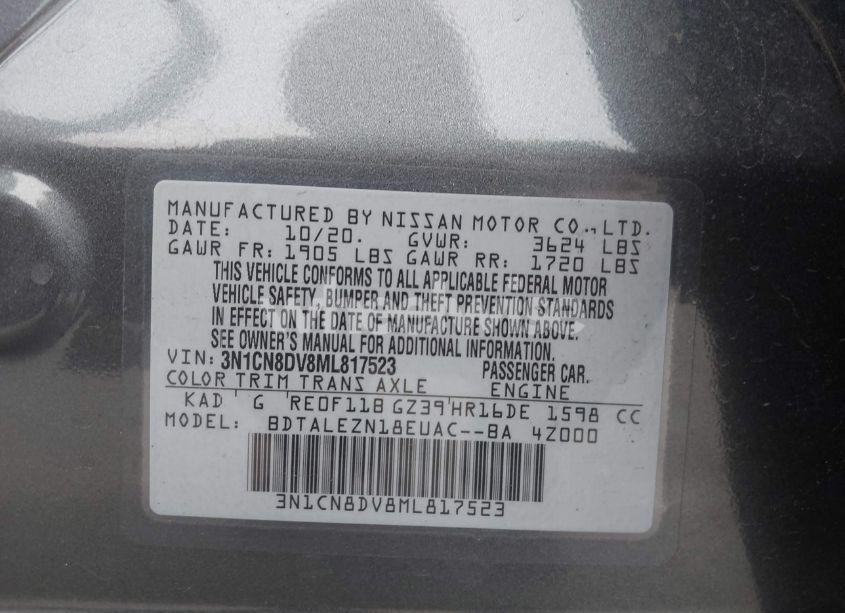 MANUFACTURED BY NISSAN MOTOR CO., LTD.
DATE: 10/20. GVWR: 3624 LBS
GAWR FR: 1905 LBS GAWR RR: 1720 LBS
THIS VEHICLE CONFORMS TO ALL APPLICABLE FEDERAL MOTOR
VEHICLE SAFETY, BUMPER AND THEFT PREVENTION STANDARDS
IN EFFECT ON THE DATE OF MANUFACTURE SHOWN ABOVE.
SEE OWNER'S MANUAL FOR ADDITIONAL INFORMATION.
VIN: 3N1CN8DV8ML817523 PASSENGER CAR.
COLOR TRIM TRANS AXLE ENGINE
KAD G RE0F11B GZ39 HR16DE 1598 CC
MODEL: BDTALEZN18EUAC--BA 4Z000
3N1CN8DV8ML817523